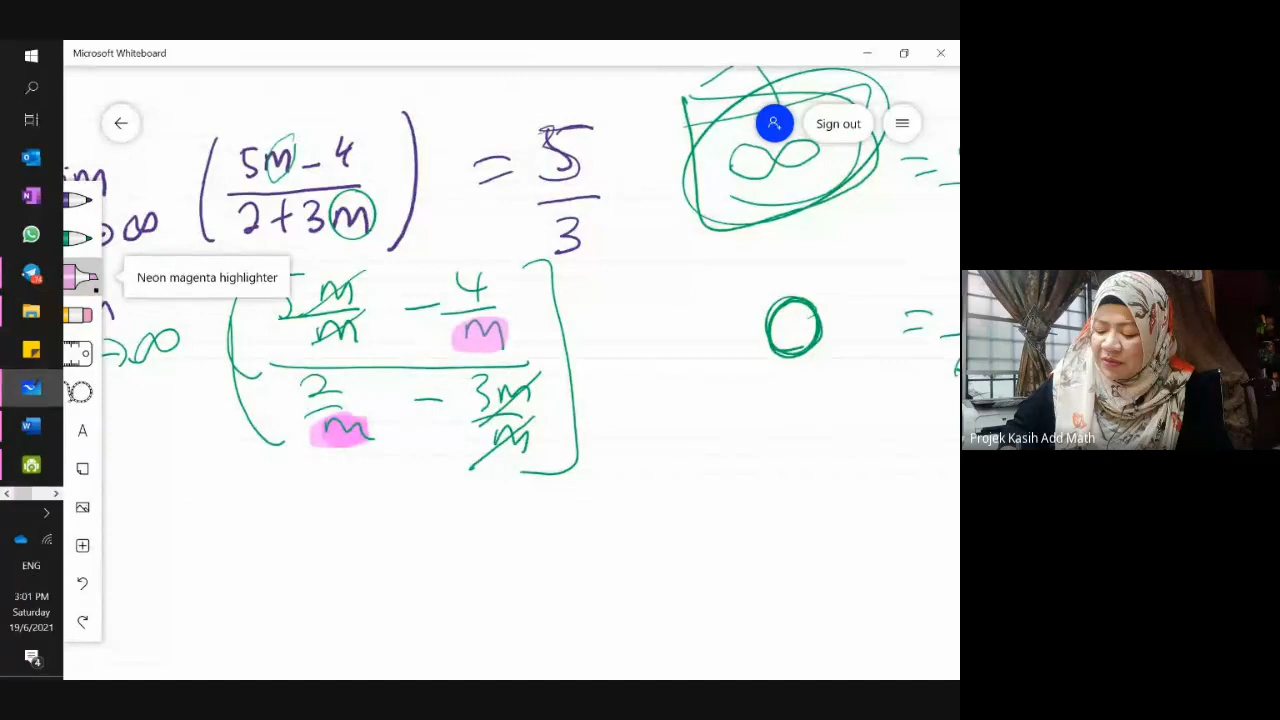 Microsoft Whiteboard
Sign out
( 5m - 4 / 2 + 3m ) = 5/3
→ ∞
∞ =
Neon magenta highlighter
→ ∞
( 5m/m - 4/m
2/m - 3m/m ]
0 =
Projek Kasih Add Math
A
ENG
3:01 PM
Saturday
19/6/2021
4